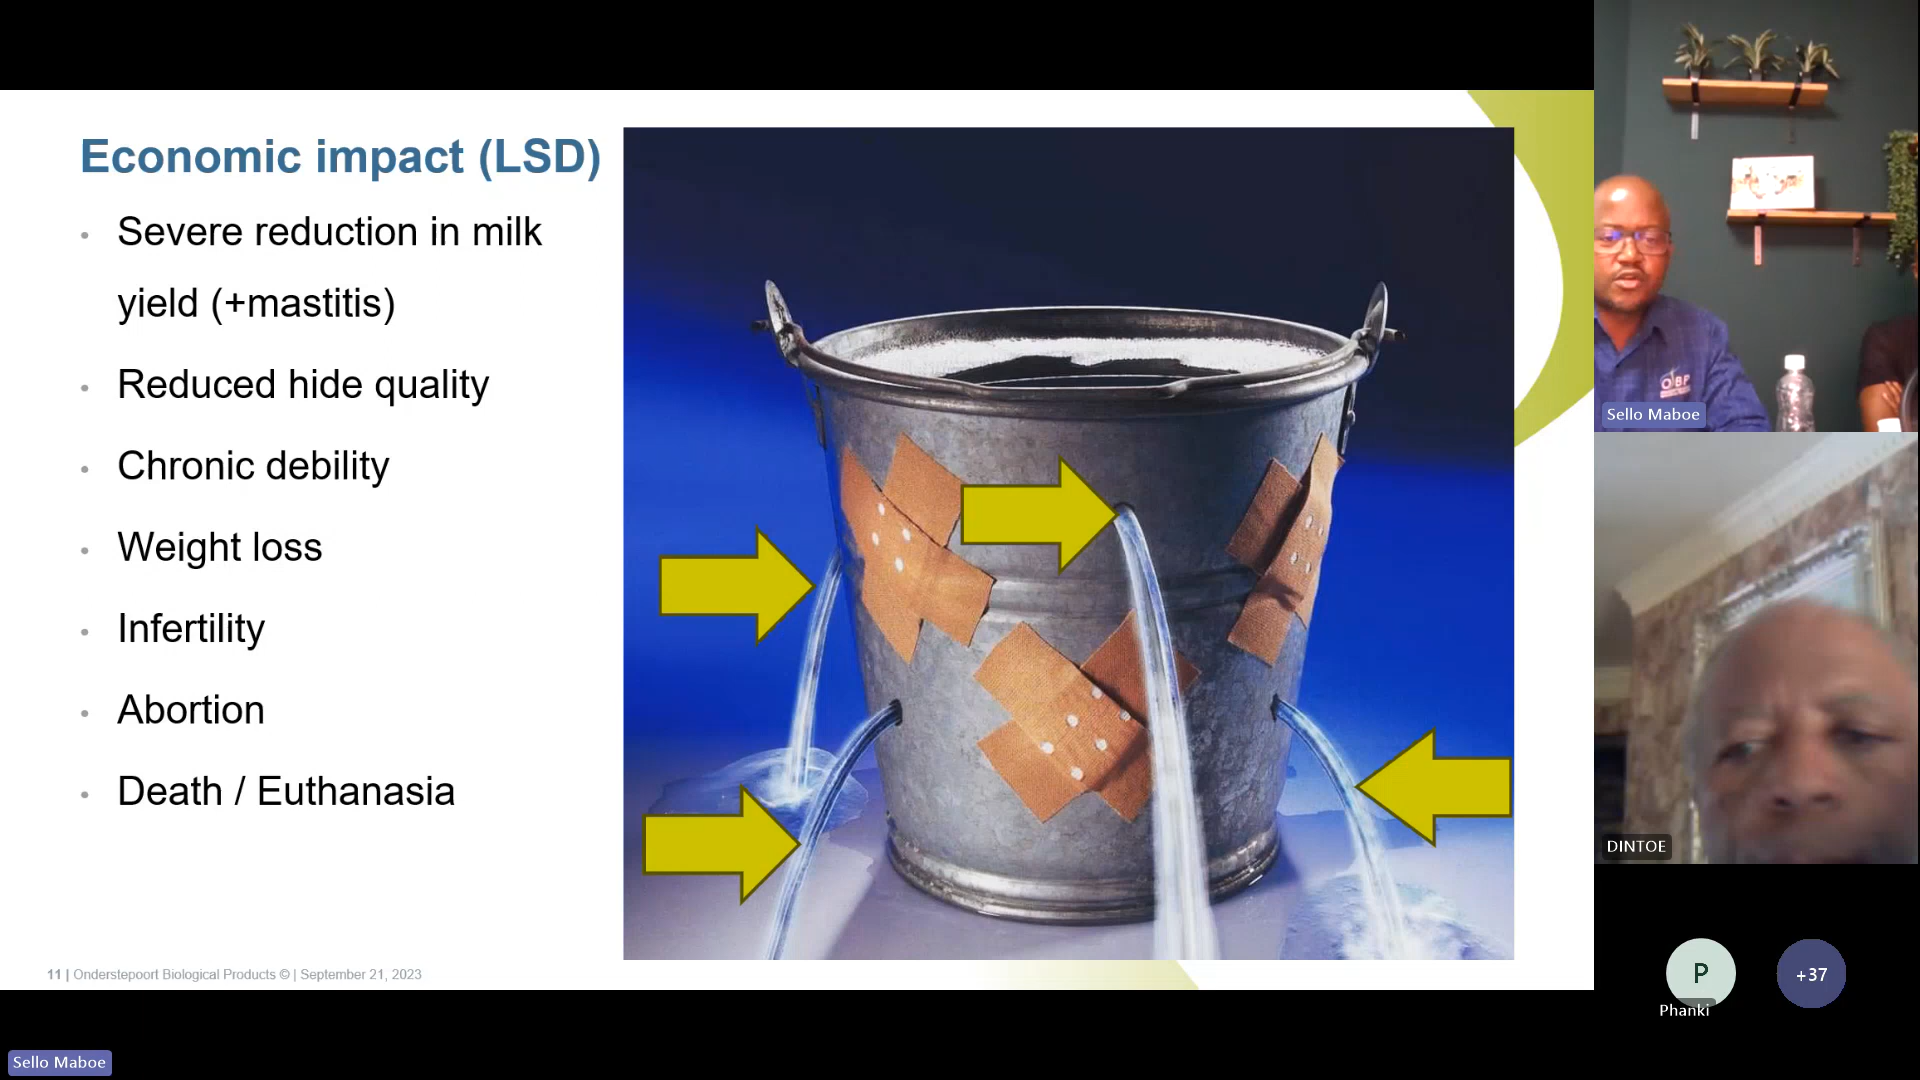 Economic impact (LSD)
• Severe reduction in milk
yield (+mastitis)
• Reduced hide quality
• Chronic debility
• Weight loss
• Infertility
• Abortion
• Death / Euthanasia
11 | Onderstepoort Biological Products © | September 21, 2023
OBP
Sello Maboe
DINTOE
P
Phanki
+37
Sello Maboe